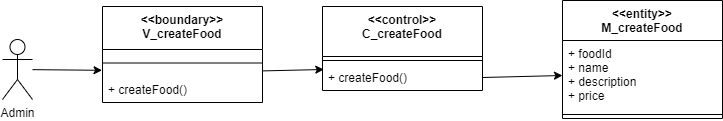 Admin
<<boundary>>
V_createFood
+ createFood()
<<control>>
C_createFood
+ createFood()
<<entity>>
M_createFood
+ foodId
+ name
+ description
+ price